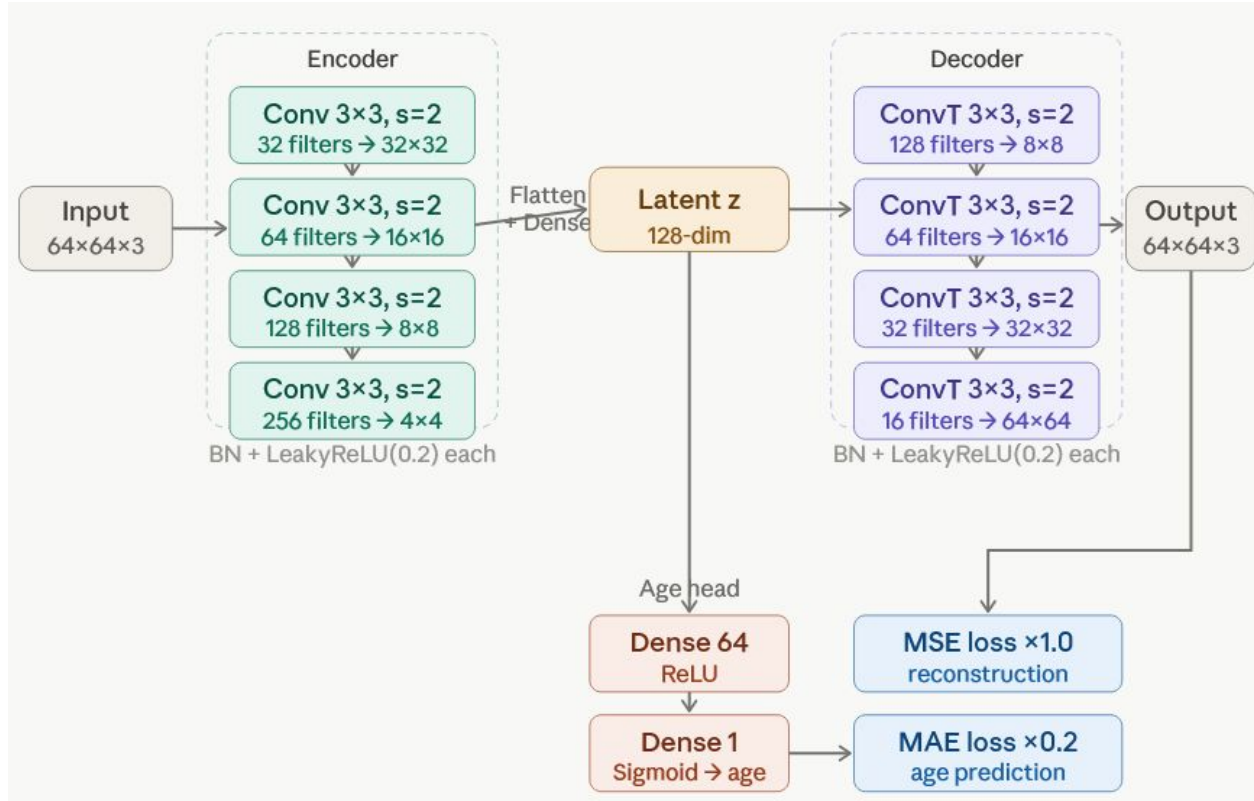 Encoder
Conv 3×3, s=2
32 filters → 32×32
Conv 3×3, s=2
64 filters → 16×16
Conv 3×3, s=2
128 filters → 8×8
Conv 3×3, s=2
256 filters → 4×4
BN + LeakyReLU(0.2) each
Input
64×64×3
Flatten
+ Dense
Latent z
128-dim
Decoder
ConvT 3×3, s=2
128 filters → 8×8
ConvT 3×3, s=2
64 filters → 16×16
ConvT 3×3, s=2
32 filters → 32×32
ConvT 3×3, s=2
16 filters → 64×64
BN + LeakyReLU(0.2) each
Output
64×64×3
Age head
Dense 64
ReLU
Dense 1
Sigmoid → age
MSE loss ×1.0
reconstruction
MAE loss ×0.2
age prediction